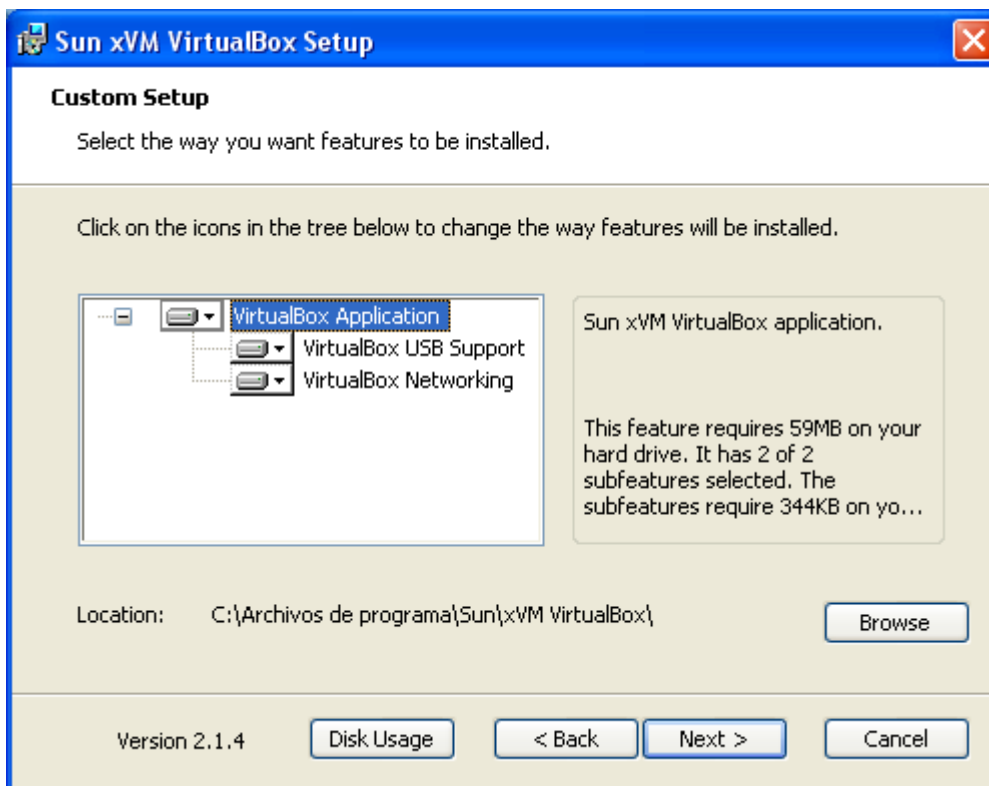 Sun xVM VirtualBox Setup
Custom Setup
Select the way you want features to be installed.
Click on the icons in the tree below to change the way features will be installed.
VirtualBox Application
VirtualBox USB Support
VirtualBox Networking
Sun xVM VirtualBox application.
This feature requires 59MB on your
hard drive. It has 2 of 2
subfeatures selected. The
subfeatures require 344KB on yo...
Location: C:\Archivos de programa\Sun\xVM VirtualBox\
Browse
Version 2.1.4
Disk Usage
< Back
Next >
Cancel